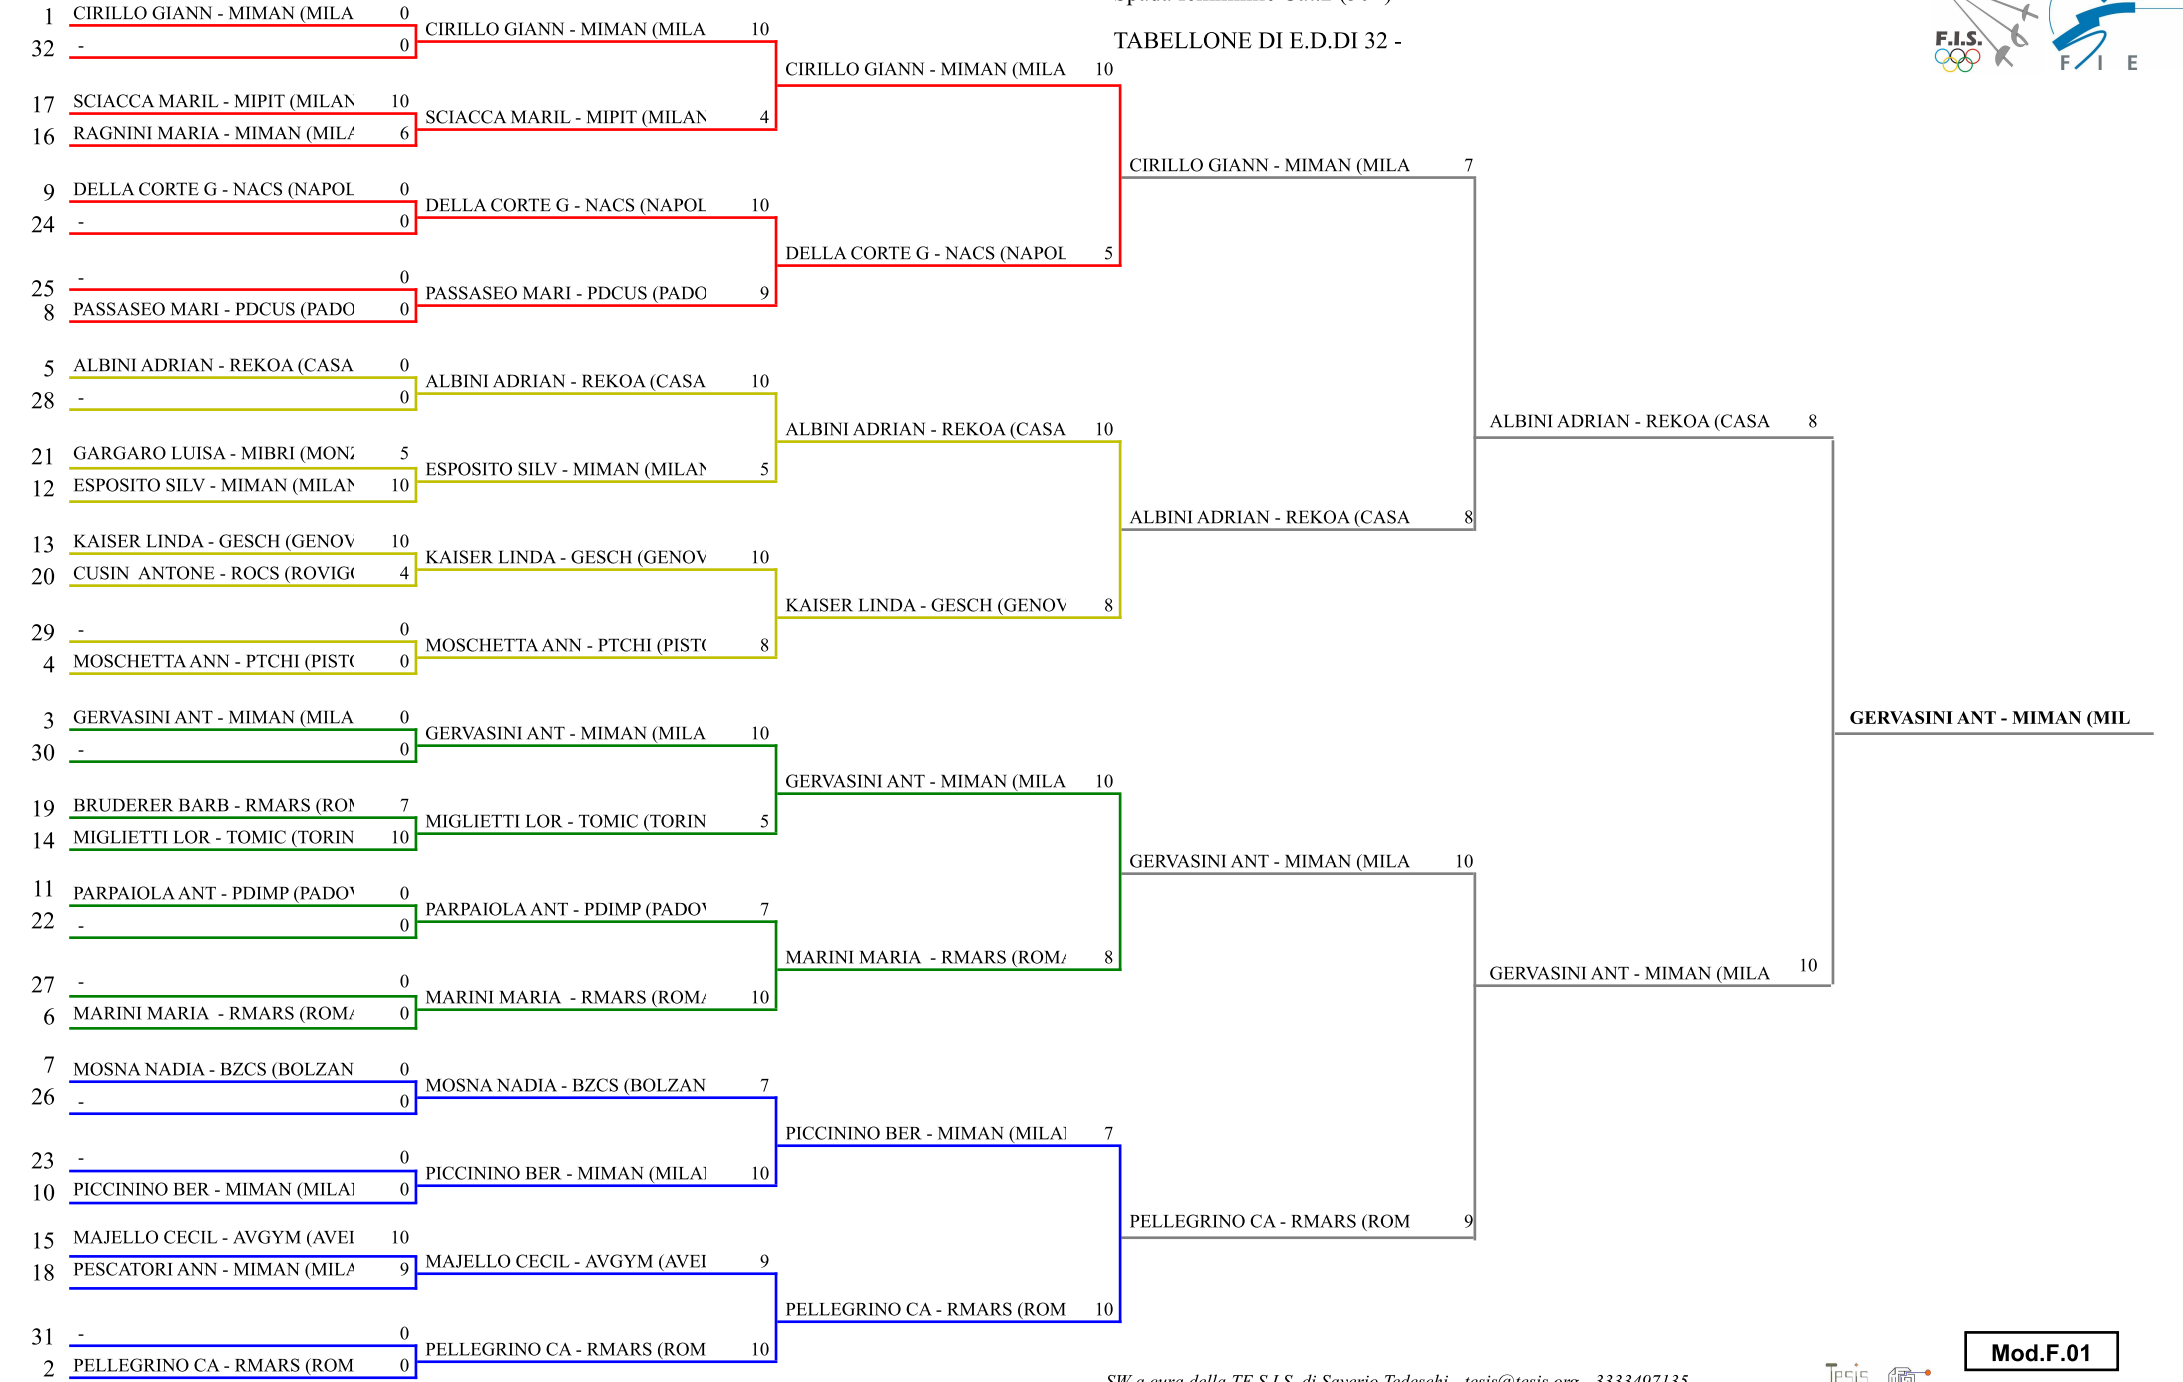 TABELLONE DI E.D.DI 32 -
F.I.S.
F I E
1 CIRILLO GIANN - MIMAN (MILA 0
32 - 0
17 SCIACCA MARIL - MIPIT (MILAN 10
16 RAGNINI MARIA - MIMAN (MILA 6
9 DELLA CORTE G - NACS (NAPOL 0
24 - 0
25 - 0
8 PASSASEO MARI - PDCUS (PADO 0
5 ALBINI ADRIAN - REKOA (CASA 0
28 - 0
21 GARGARO LUISA - MIBRI (MONZ 5
12 ESPOSITO SILV - MIMAN (MILAN 10
13 KAISER LINDA - GESCH (GENOV 10
20 CUSIN ANTONE - ROCS (ROVIGO 4
29 - 0
4 MOSCHETTA ANN - PTCHI (PISTO 0
3 GERVASINI ANT - MIMAN (MILA 0
30 - 0
19 BRUDERER BARB - RMARS (ROM 7
14 MIGLIETTI LOR - TOMIC (TORIN 10
11 PARPAIOLA ANT - PDIMP (PADOV 0
22 - 0
27 - 0
6 MARINI MARIA - RMARS (ROMA 0
7 MOSNA NADIA - BZCS (BOLZAN 0
26 - 0
23 - 0
10 PICCININO BER - MIMAN (MILA 0
15 MAJELLO CECIL - AVGYM (AVEL 10
18 PESCATORI ANN - MIMAN (MILA 9
31 - 0
2 PELLEGRINO CA - RMARS (ROM 0
CIRILLO GIANN - MIMAN (MILA 10
SCIACCA MARIL - MIPIT (MILAN 4
DELLA CORTE G - NACS (NAPOL 10
PASSASEO MARI - PDCUS (PADO 9
ALBINI ADRIAN - REKOA (CASA 10
ESPOSITO SILV - MIMAN (MILAN 5
KAISER LINDA - GESCH (GENOV 10
MOSCHETTA ANN - PTCHI (PISTO 8
GERVASINI ANT - MIMAN (MILA 10
MIGLIETTI LOR - TOMIC (TORIN 5
PARPAIOLA ANT - PDIMP (PADOV 7
MARINI MARIA - RMARS (ROMA 10
MOSNA NADIA - BZCS (BOLZAN 7
PICCININO BER - MIMAN (MILA 10
MAJELLO CECIL - AVGYM (AVEL 9
PELLEGRINO CA - RMARS (ROM 10
CIRILLO GIANN - MIMAN (MILA 10
DELLA CORTE G - NACS (NAPOL 5
ALBINI ADRIAN - REKOA (CASA 10
KAISER LINDA - GESCH (GENOV 8
GERVASINI ANT - MIMAN (MILA 10
MARINI MARIA - RMARS (ROMA 8
PICCININO BER - MIMAN (MILA 7
PELLEGRINO CA - RMARS (ROM 10
CIRILLO GIANN - MIMAN (MILA 7
ALBINI ADRIAN - REKOA (CASA 8
GERVASINI ANT - MIMAN (MILA 10
PELLEGRINO CA - RMARS (ROM 9
ALBINI ADRIAN - REKOA (CASA 8
GERVASINI ANT - MIMAN (MILA 10
GERVASINI ANT - MIMAN (MIL
SW a cura della TE.S.I.S. di Saverio Tedeschi - tesis@tesis.org - 3333497135
Tesis
Mod.F.01